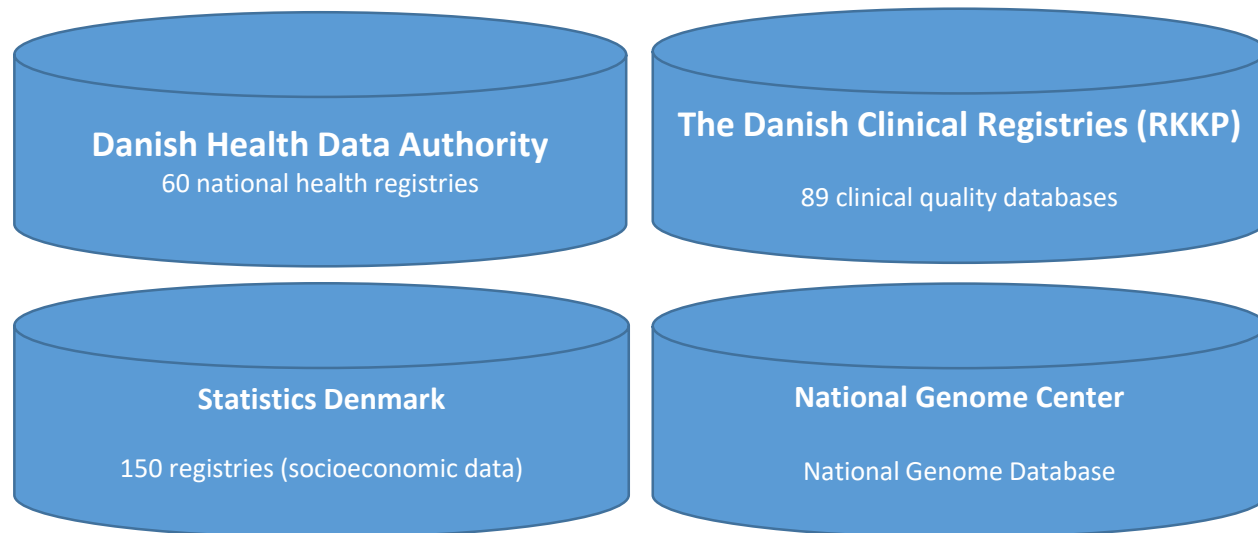 Danish Health Data Authority
60 national health registries
The Danish Clinical Registries (RKKP)
89 clinical quality databases
Statistics Denmark
150 registries (socioeconomic data)
National Genome Center
National Genome Database